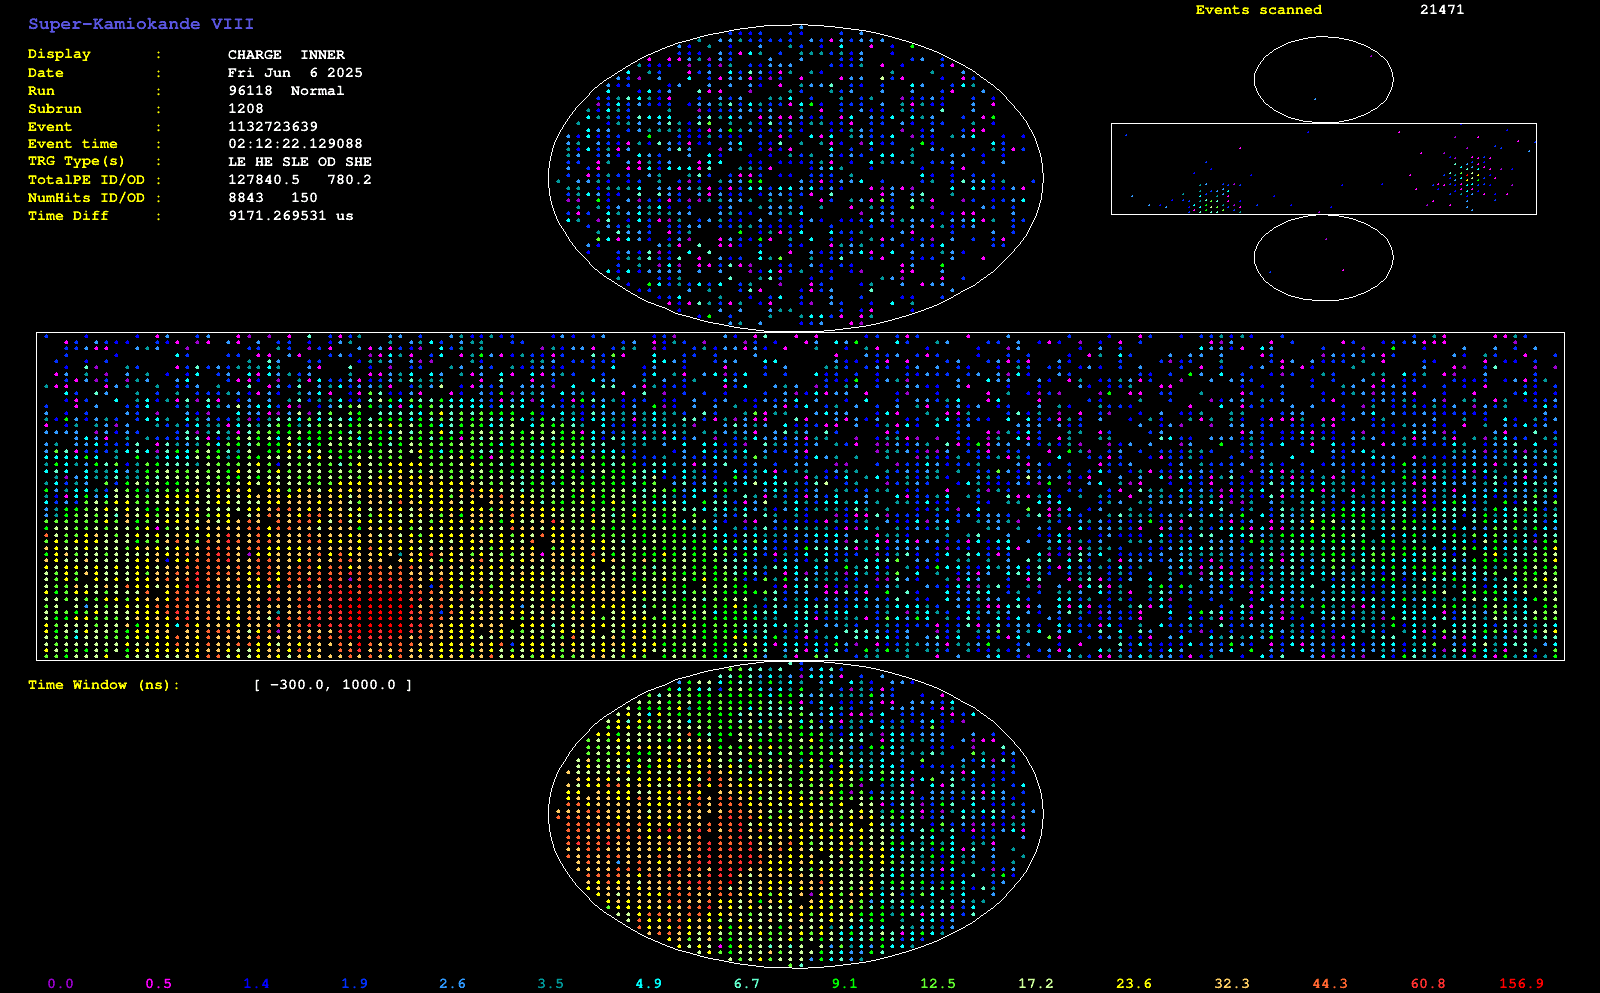 Super-Kamiokande VIII
Events scanned 21471
Display : CHARGE INNER
Date : Fri Jun 6 2025
Run : 96118 Normal
Subrun : 1208
Event : 1132723639
Event time : 02:12:22.129088
TRG Type(s) : LE HE SLE OD SHE
TotalPE ID/OD : 127840.5 780.2
NumHits ID/OD : 8843 150
Time Diff : 9171.269531 us
Time Window (ns): [ -300.0, 1000.0 ]
0.0 0.5 1.4 1.9 2.6 3.5 4.9 6.7 9.1 12.5 17.2 23.6 32.3 44.3 60.8 156.9